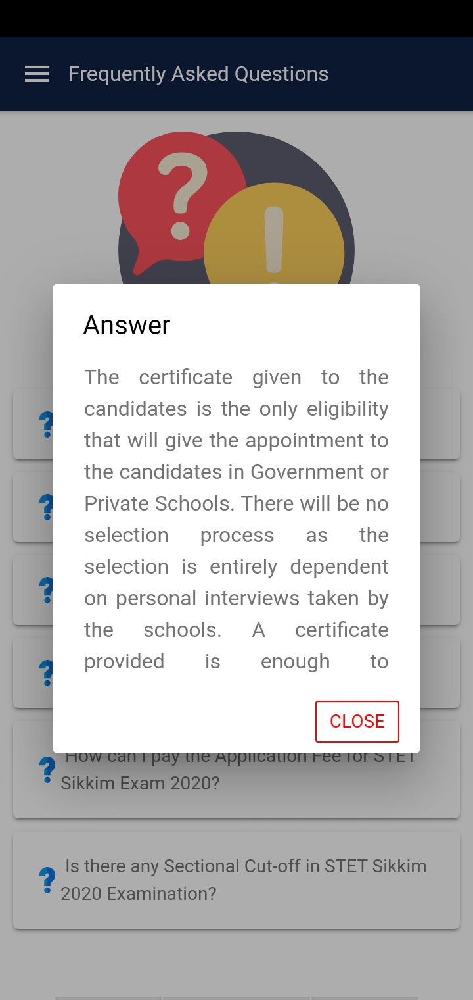 Frequently Asked Questions
Answer
The certificate given to the
candidates is the only eligibility
that will give the appointment to
the candidates in Government or
Private Schools. There will be no
selection process as the
selection is entirely dependent
on personal interviews taken by
the schools. A certificate
provided is enough to
CLOSE
How can I pay the Application Fee for STET
Sikkim Exam 2020?
Is there any Sectional Cut-off in STET Sikkim
2020 Examination?